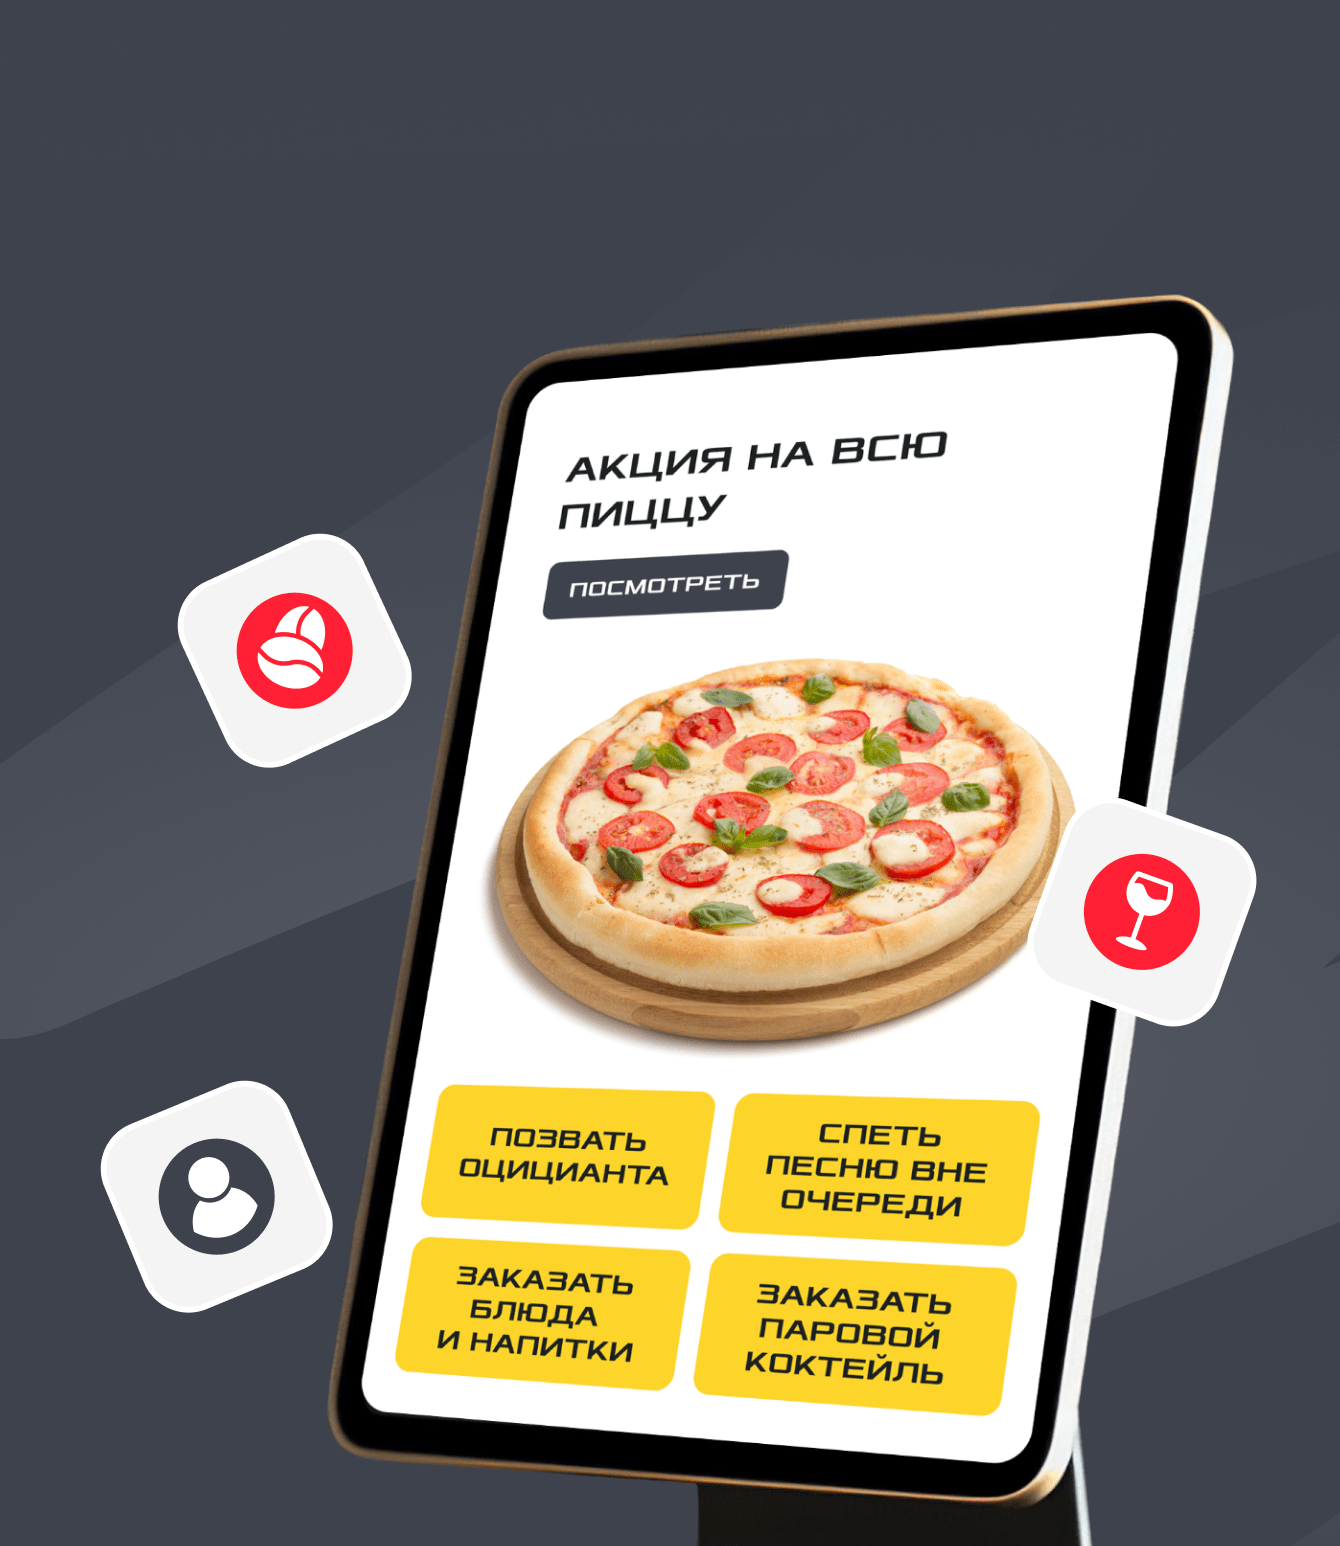 АКЦИЯ НА ВСЮ
ПИЦЦУ
ПОСМОТРЕТЬ
ПОЗВАТЬ
ОЦИЦИАНТА
СПЕТЬ
ПЕСНЮ ВНЕ
ОЧЕРЕДИ
ЗАКАЗАТЬ
БЛЮДА
И НАПИТКИ
ЗАКАЗАТЬ
ПАРОВОЙ
КОКТЕЙЛЬ